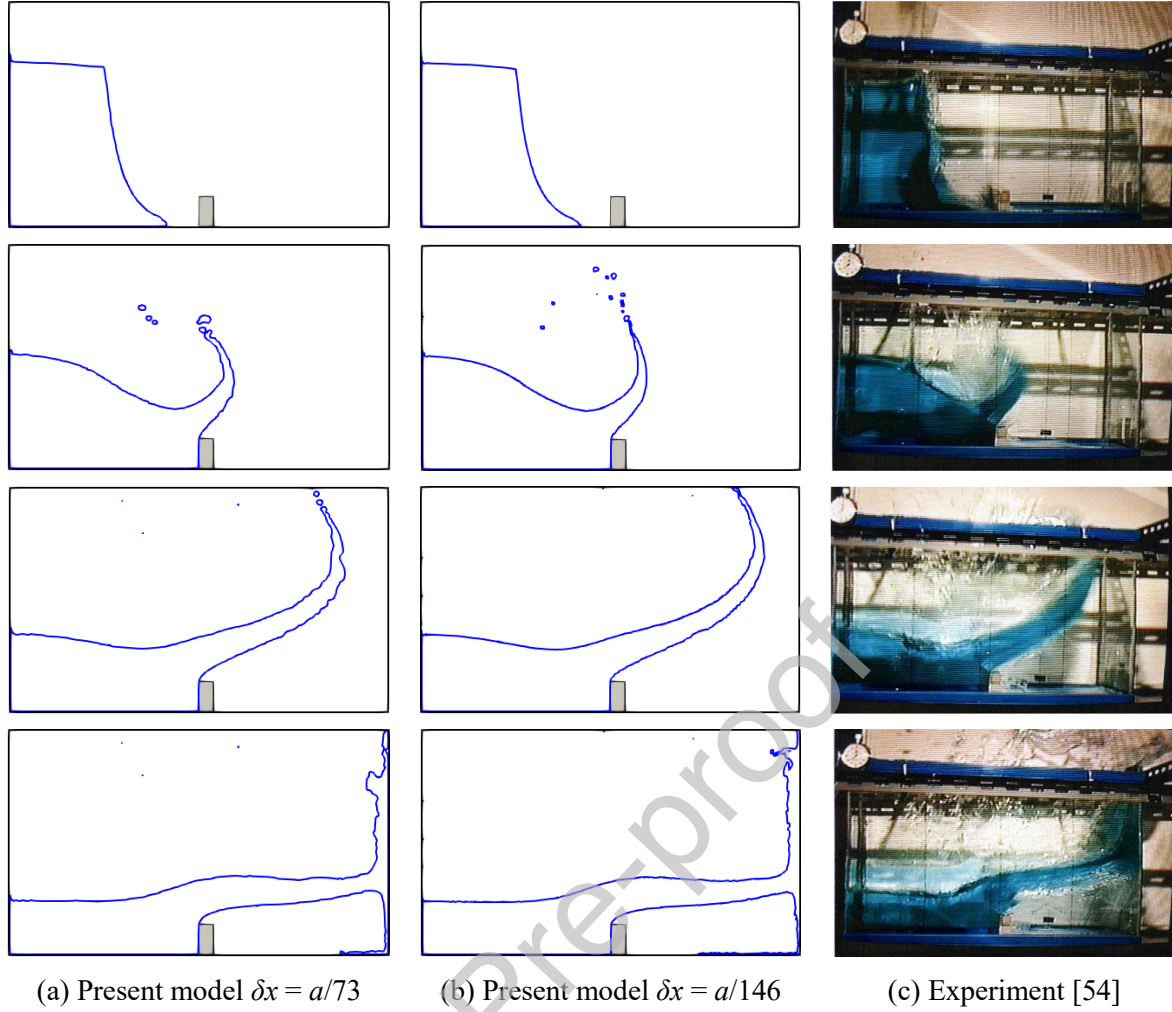 Pre-proof
(a) Present model δx = a/73
(b) Present model δx = a/146
(c) Experiment [54]